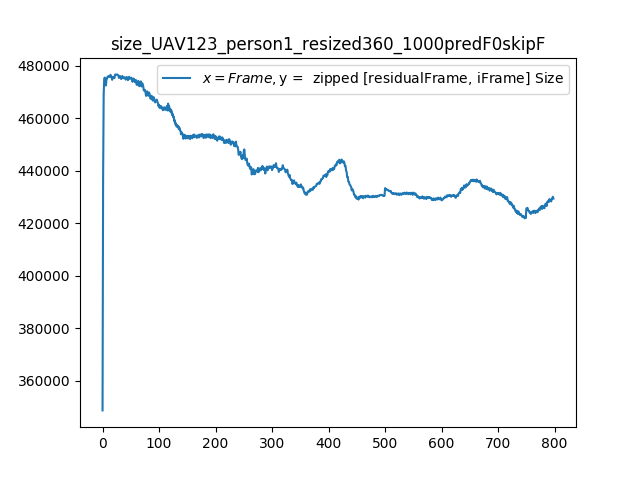 size_UAV123_person1_resized360_1000predF0skipF
x = Frame, y =  zipped [residualFrame, iFrame] Size
480000
460000
440000
420000
400000
380000
360000
0 100 200 300 400 500 600 700 800